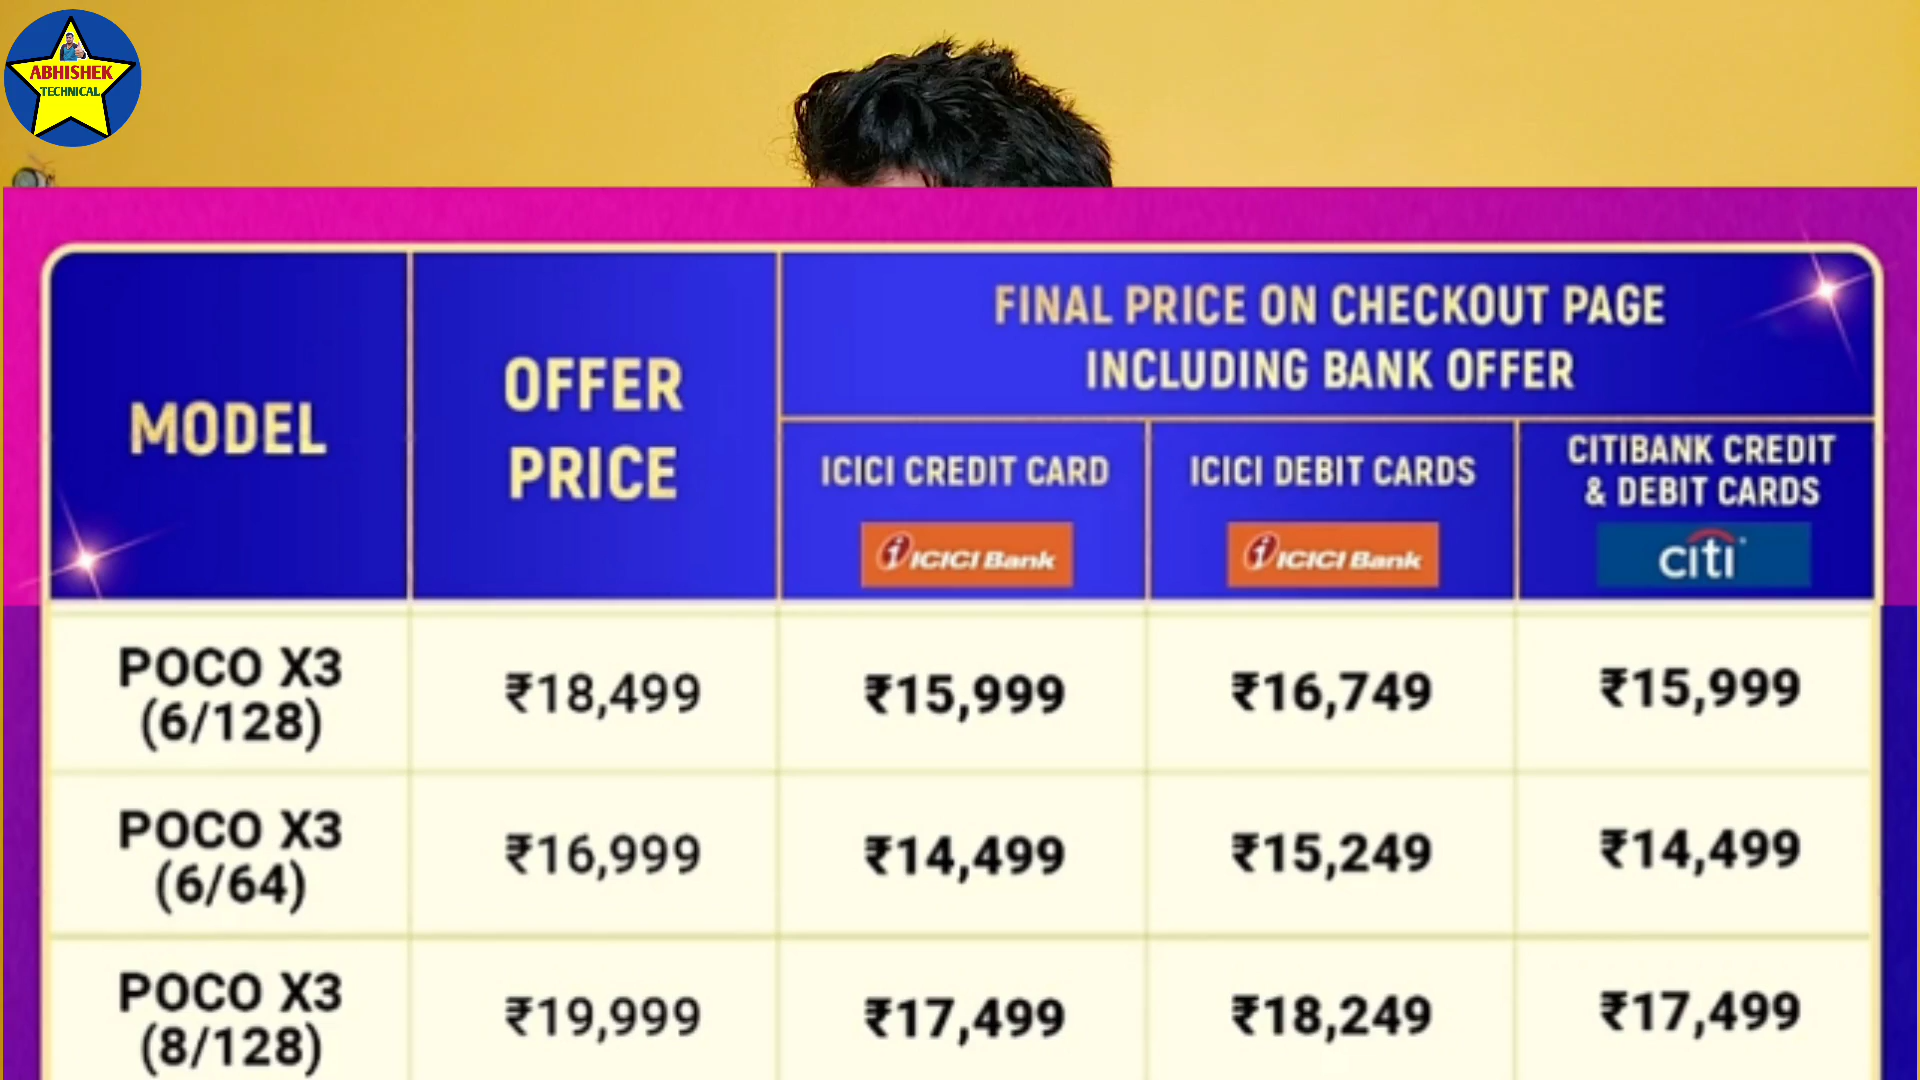 ABHISHEK
TECHNICAL
MODEL
OFFER
PRICE
FINAL PRICE ON CHECKOUT PAGE
INCLUDING BANK OFFER
ICICI CREDIT CARD
ICICI Bank
ICICI DEBIT CARDS
ICICI Bank
CITIBANK CREDIT
& DEBIT CARDS
citi
POCO X3
(6/128)
₹18,499
₹15,999
₹16,749
₹15,999
POCO X3
(6/64)
₹16,999
₹14,499
₹15,249
₹14,499
POCO X3
(8/128)
₹19,999
₹17,499
₹18,249
₹17,499